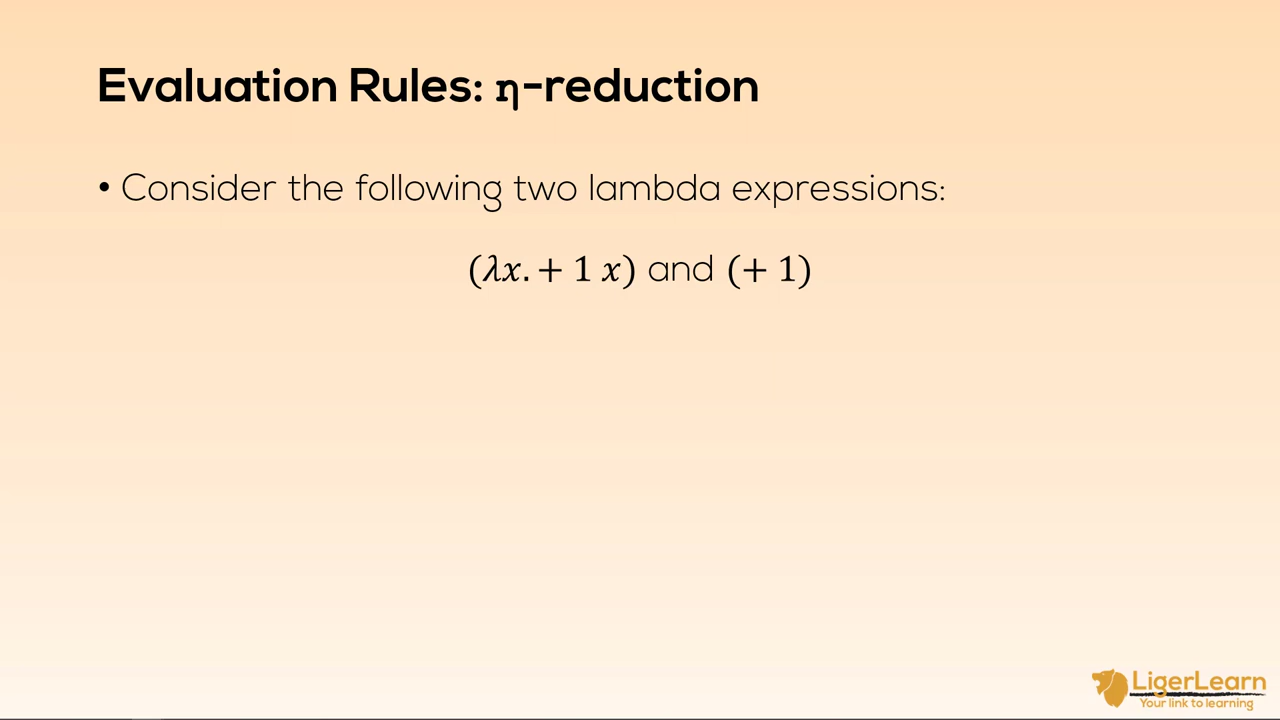 Evaluation Rules: η-reduction
• Consider the following two lambda expressions:
(λx. + 1 x) and (+ 1)
LigerLearn
Your link to learning